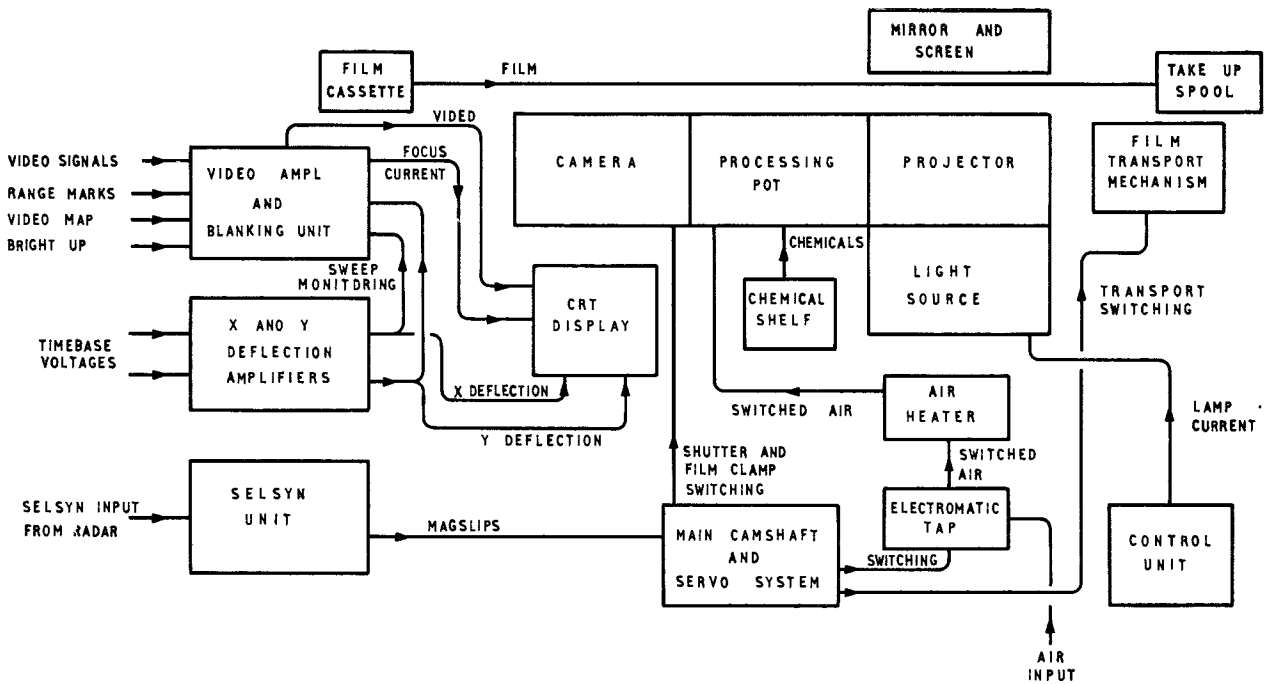 MIRROR AND
SCREEN
FILM
CASSETTE
FILM
TAKE UP
SPOOL
VIDEO
FOCUS
CURRENT
CAMERA
PROCESSING
POT
PROJECTOR
FILM
TRANSPORT
MECHANISM
VIDEO SIGNALS
RANGE MARKS
VIDEO MAP
BRIGHT UP
VIDEO AMPL
AND
BLANKING UNIT
SWEEP
MONITDRING
CHEMICALS
LIGHT
SOURCE
CHEMICAL
SHELF
CRT
DISPLAY
TRANSPORT
SWITCHING
TIMEBASE
VOLTAGES
X AND Y
DEFLECTION
AMPLIFIERS
X DEFLECTION
Y DEFLECTION
SWITCHED AIR
AIR
HEATER
LAMP
CURRENT
SHUTTER AND
FILM CLAMP
SWITCHING
SWITCHED
AIR
SELSYN INPUT
FROM RADAR
SELSYN
UNIT
MAGSLIPS
MAIN CAMSHAFT
AND
SERVO SYSTEM
ELECTROMATIC
TAP
SWITCHING
CONTROL
UNIT
AIR
INPUT